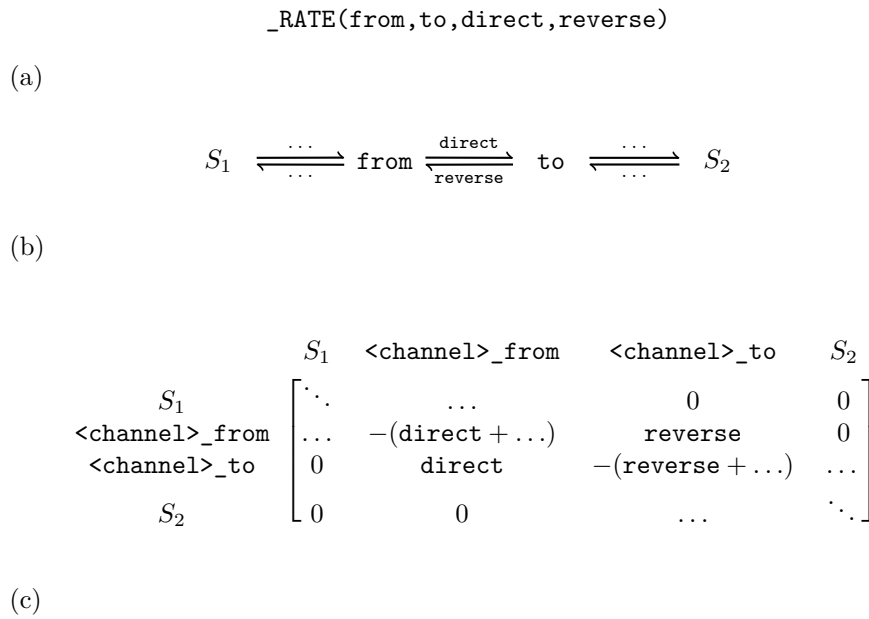 _RATE(from,to,direct,reverse)
(a)
... direct ...
S₁ ⇌ from ⇌ to ⇌ S₂
... reverse ...
(b)
S₁ <channel>_from <channel>_to S₂
S₁ ⋱ ... 0 0
<channel>_from ... −(direct + ...) reverse 0
<channel>_to 0 direct −(reverse + ...) ...
S₂ 0 0 ... ⋱
(c)